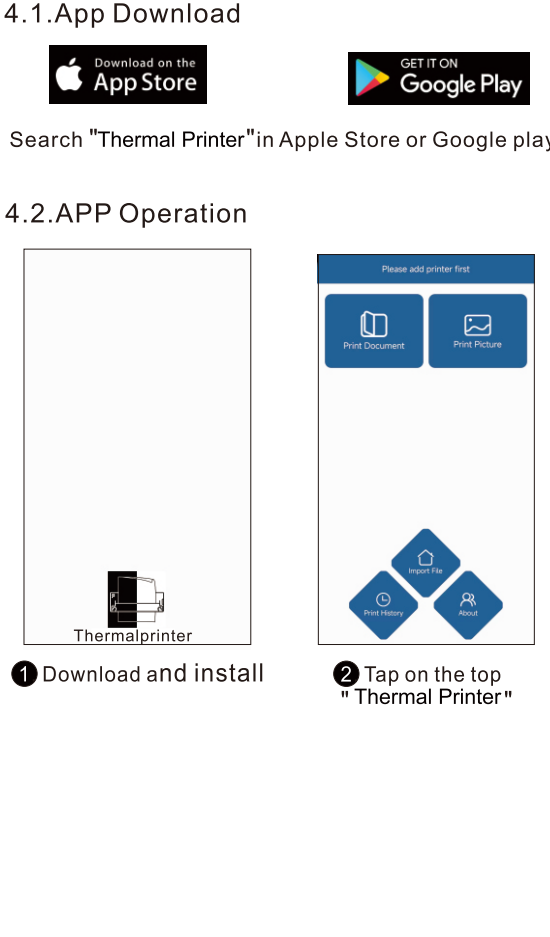 4.1.App Download
Download on the
App Store
GET IT ON
Google Play
Search "Thermal Printer"in Apple Store or Google play
4.2.APP Operation
Please add printer first
Print Document
Print Picture
Import File
Print History
About
Thermalprinter
1 Download and install
2 Tap on the top
" Thermal Printer"